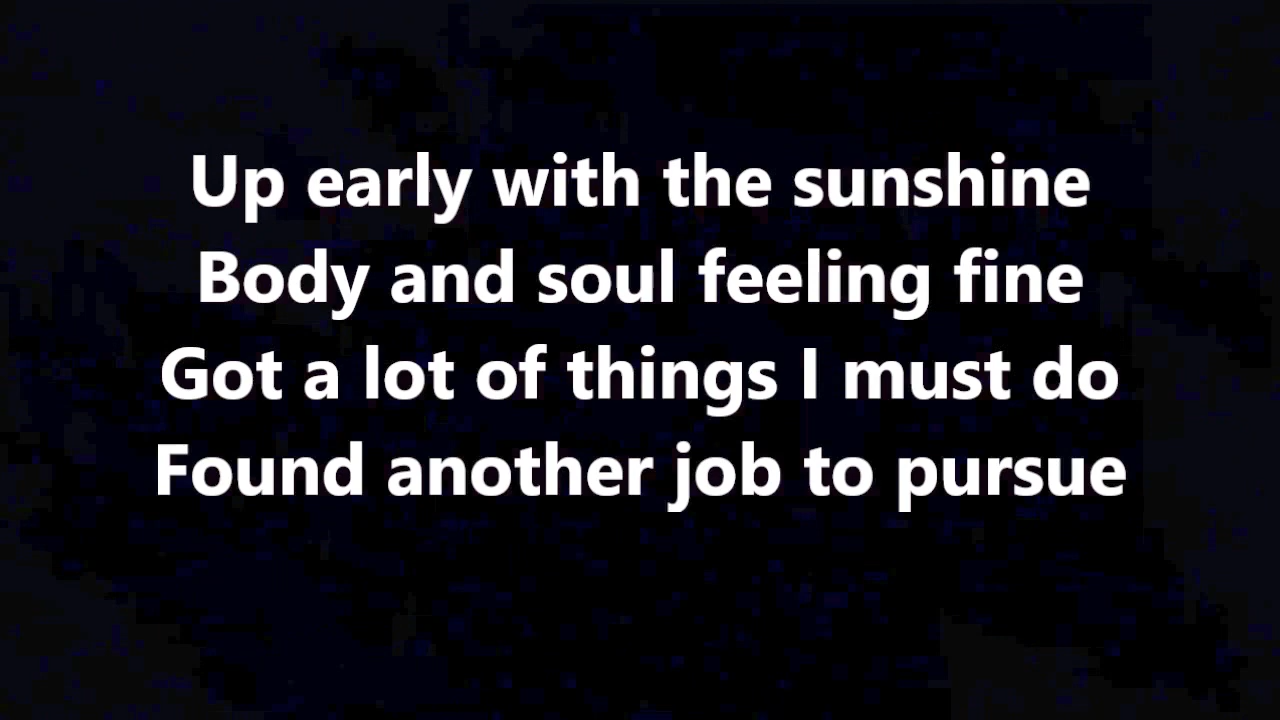 Up early with the sunshine
Body and soul feeling fine
Got a lot of things I must do
Found another job to pursue